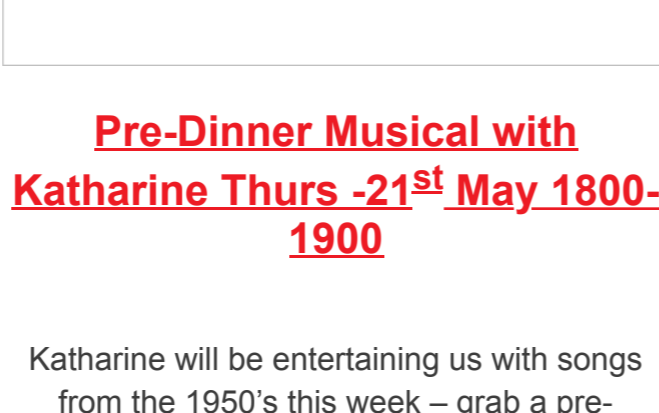 Pre-Dinner Musical with
Katharine Thurs -21st May 1800-
1900
Katharine will be entertaining us with songs
from the 1950’s this week – grab a pre-